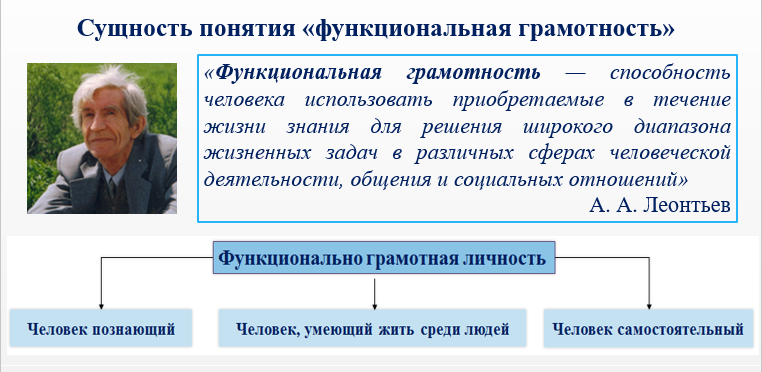 Сущность понятия «функциональная грамотность»
«Функциональная грамотность — способность
человека использовать приобретаемые в течение
жизни знания для решения широкого диапазона
жизненных задач в различных сферах человеческой
деятельности, общения и социальных отношений»
А. А. Леонтьев
Функционально грамотная личность
Человек познающий
Человек, умеющий жить среди людей
Человек самостоятельный